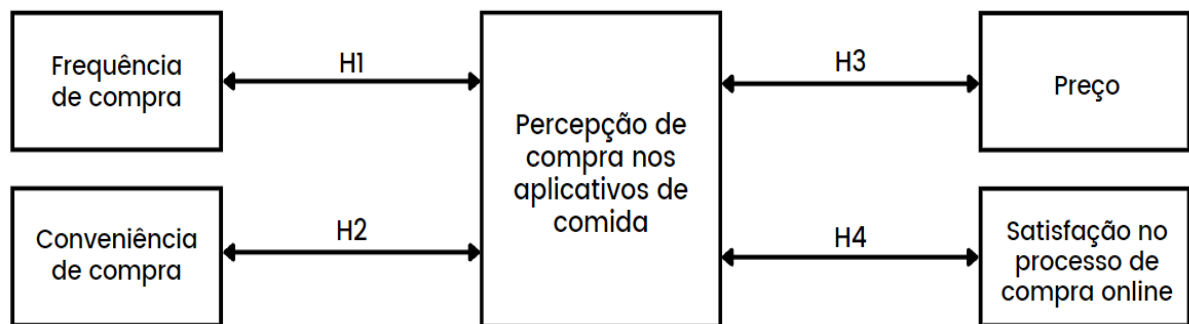 Frequência
de compra
H1
Conveniência
de compra
H2
Percepção de
compra nos
aplicativos de
comida
H3
Preço
H4
Satisfação no
processo de
compra online